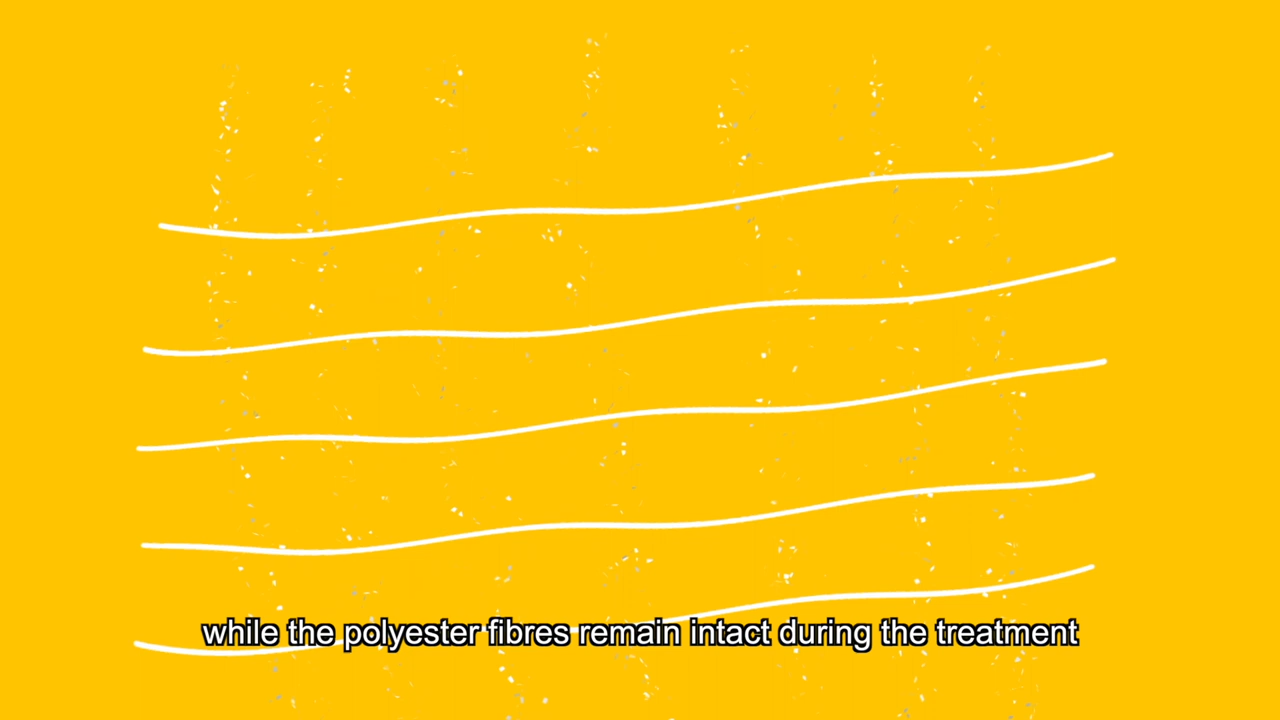 while the polyester fibres remain intact during the treatment